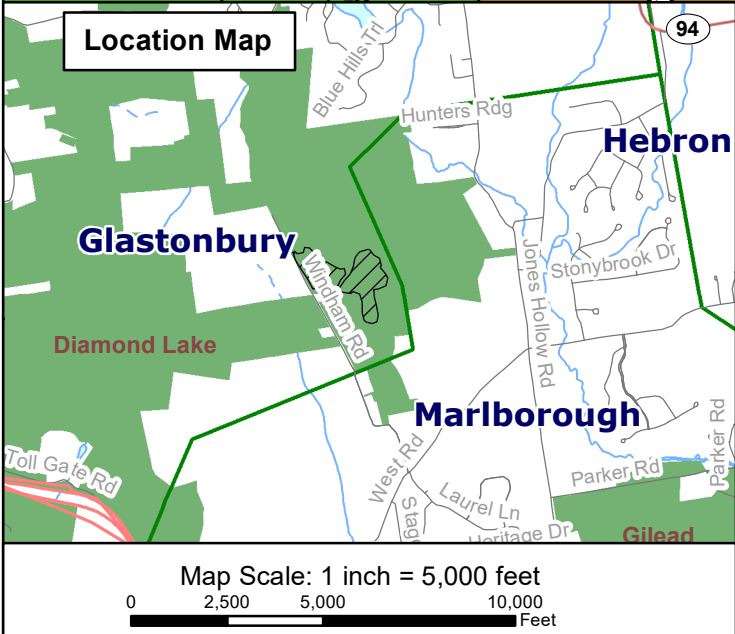 Location Map
94
Blue Hills Trl
Hunters Rdg
Hebron
Glastonbury
Windham Rd
Jones Hollow Rd
Stonybrook Dr
Diamond Lake
Marlborough
Toll Gate Rd
West Rd
Parker Rd
Parker Rd
Laurel Ln
Stage
Heritage Dr
Gilead
Map Scale: 1 inch = 5,000 feet
0 2,500 5,000 10,000
Feet